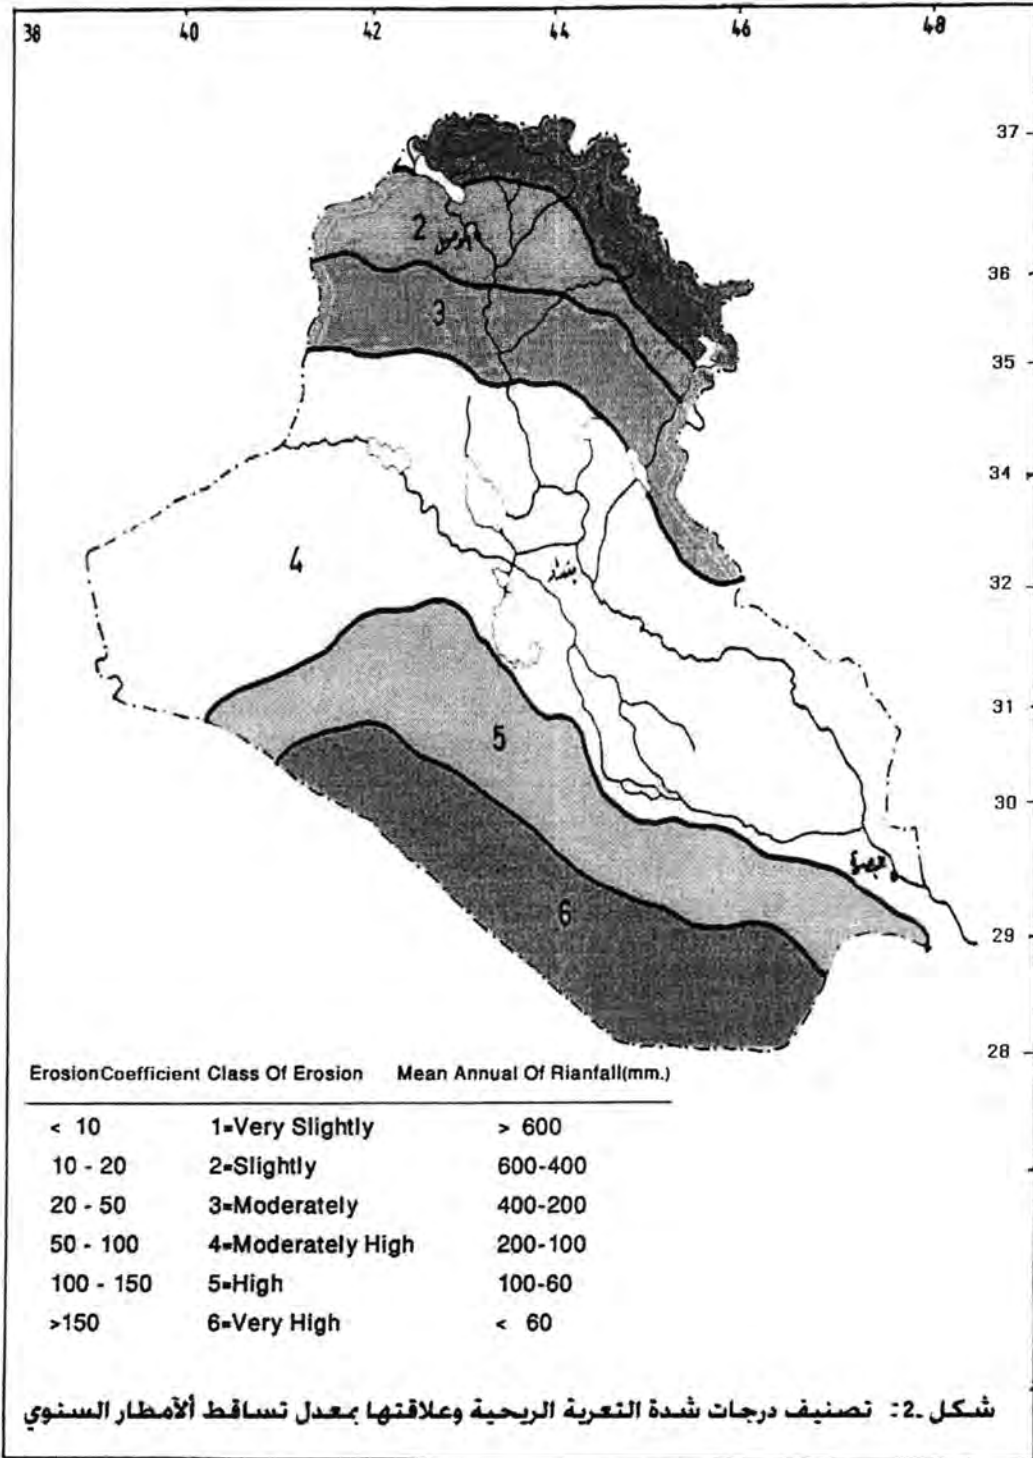 38 40 42 44 46 48
37
2
الموصل
36
3
35
34
4
32
بغداد
31
5
30
البصرة
6
29
28
ErosionCoefficient Class Of Erosion Mean Annual Of Rianfall(mm.)
< 10 1=Very Slightly > 600
10 - 20 2=Slightly 600-400
20 - 50 3=Moderately 400-200
50 - 100 4=Moderately High 200-100
100 - 150 5=High 100-60
>150 6=Very High < 60
شكل -2: تصنيف درجات شدة التعرية الريحية وعلاقتها بمعدل تساقط ألأمطار السنوي